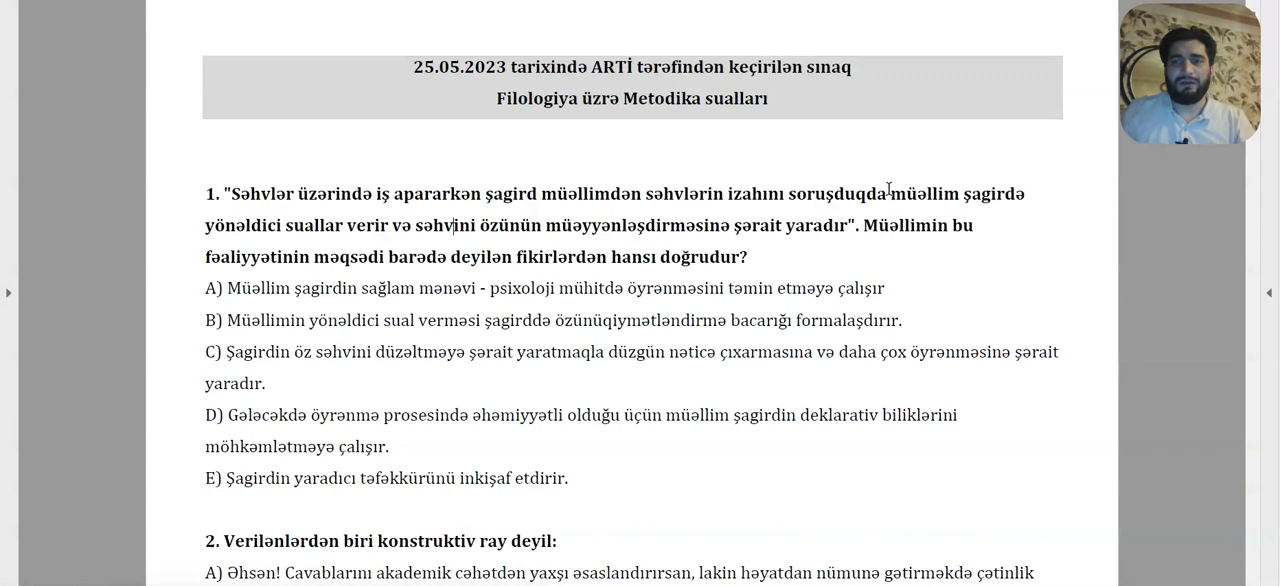 25.05.2023 tarixində ARTİ tərəfindən keçirilən sınaq
Filologiya üzrə Metodika sualları
1. "Səhvlər üzərində iş apararkən şagird müəllimdən səhvlərin izahını soruşduqda müəllim şagirdə
yönəldici suallar verir və səhvini özünün müəyyənləşdirməsinə şərait yaradır". Müəllimin bu
fəaliyyətinin məqsədi barədə deyilən fikirlərdən hansı doğrudur?
A) Müəllim şagirdin sağlam mənəvi - psixoloji mühitdə öyrənməsini təmin etməyə çalışır
B) Müəllimin yönəldici sual verməsi şagirddə özünüqiymətləndirmə bacarığı formalaşdırır.
C) Şagirdin öz səhvini düzəltməyə şərait yaratmaqla düzgün nəticə çıxarmasına və daha çox öyrənməsinə şərait
yaradır.
D) Gələcəkdə öyrənmə prosesində əhəmiyyətli olduğu üçün müəllim şagirdin deklarativ biliklərini
möhkəmlətməyə çalışır.
E) Şagirdin yaradıcı təfəkkürünü inkişaf etdirir.
2. Verilənlərdən biri konstruktiv rəy deyil:
A) Əhsən! Cavablarını akademik cəhətdən yaxşı əsaslandırırsan, lakin həyatdan nümunə gətirməkdə çətinlik